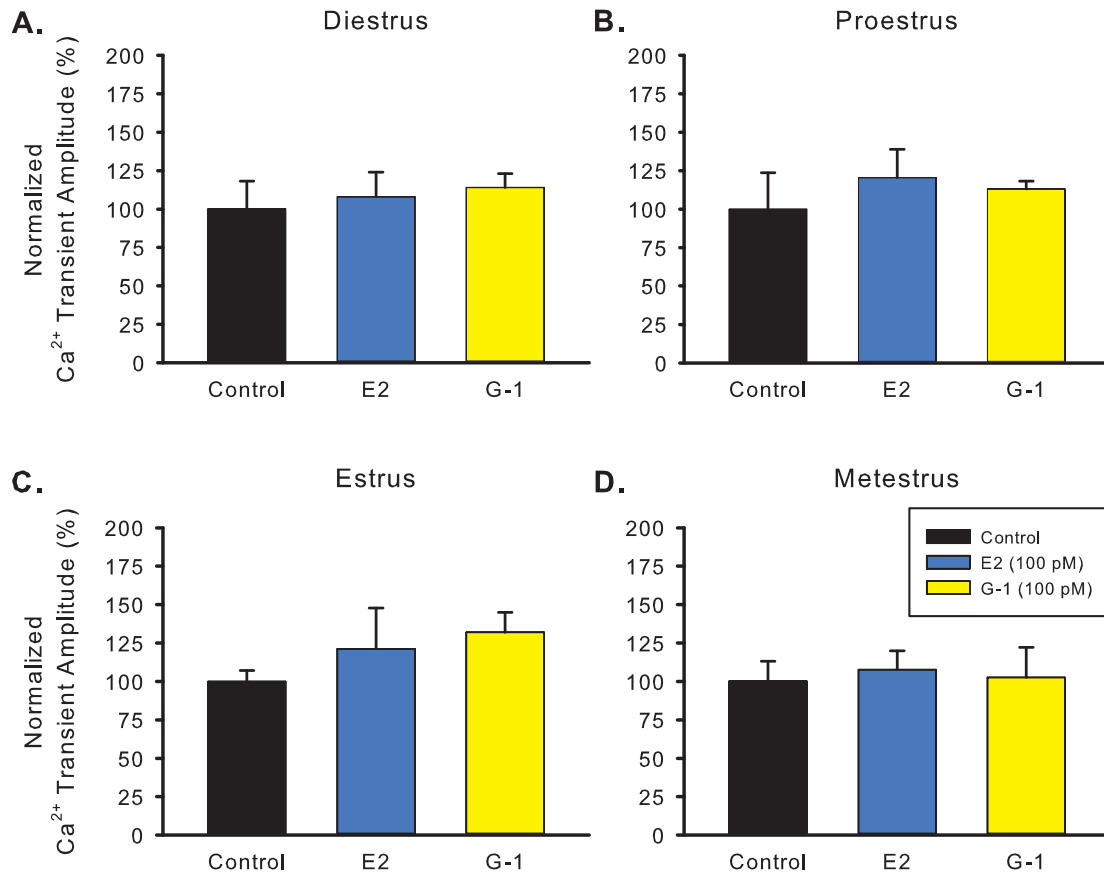 A.
Diestrus
Normalized
Ca²⁺ Transient Amplitude (%)
200
175
150
125
100
75
50
25
0
Control E2 G-1
B.
Proestrus
200
175
150
125
100
75
50
25
0
Control E2 G-1
C.
Estrus
Normalized
Ca²⁺ Transient Amplitude (%)
200
175
150
125
100
75
50
25
0
Control E2 G-1
D.
Metestrus
200
175
150
125
100
75
50
25
0
Control
E2 (100 pM)
G-1 (100 pM)
Control E2 G-1